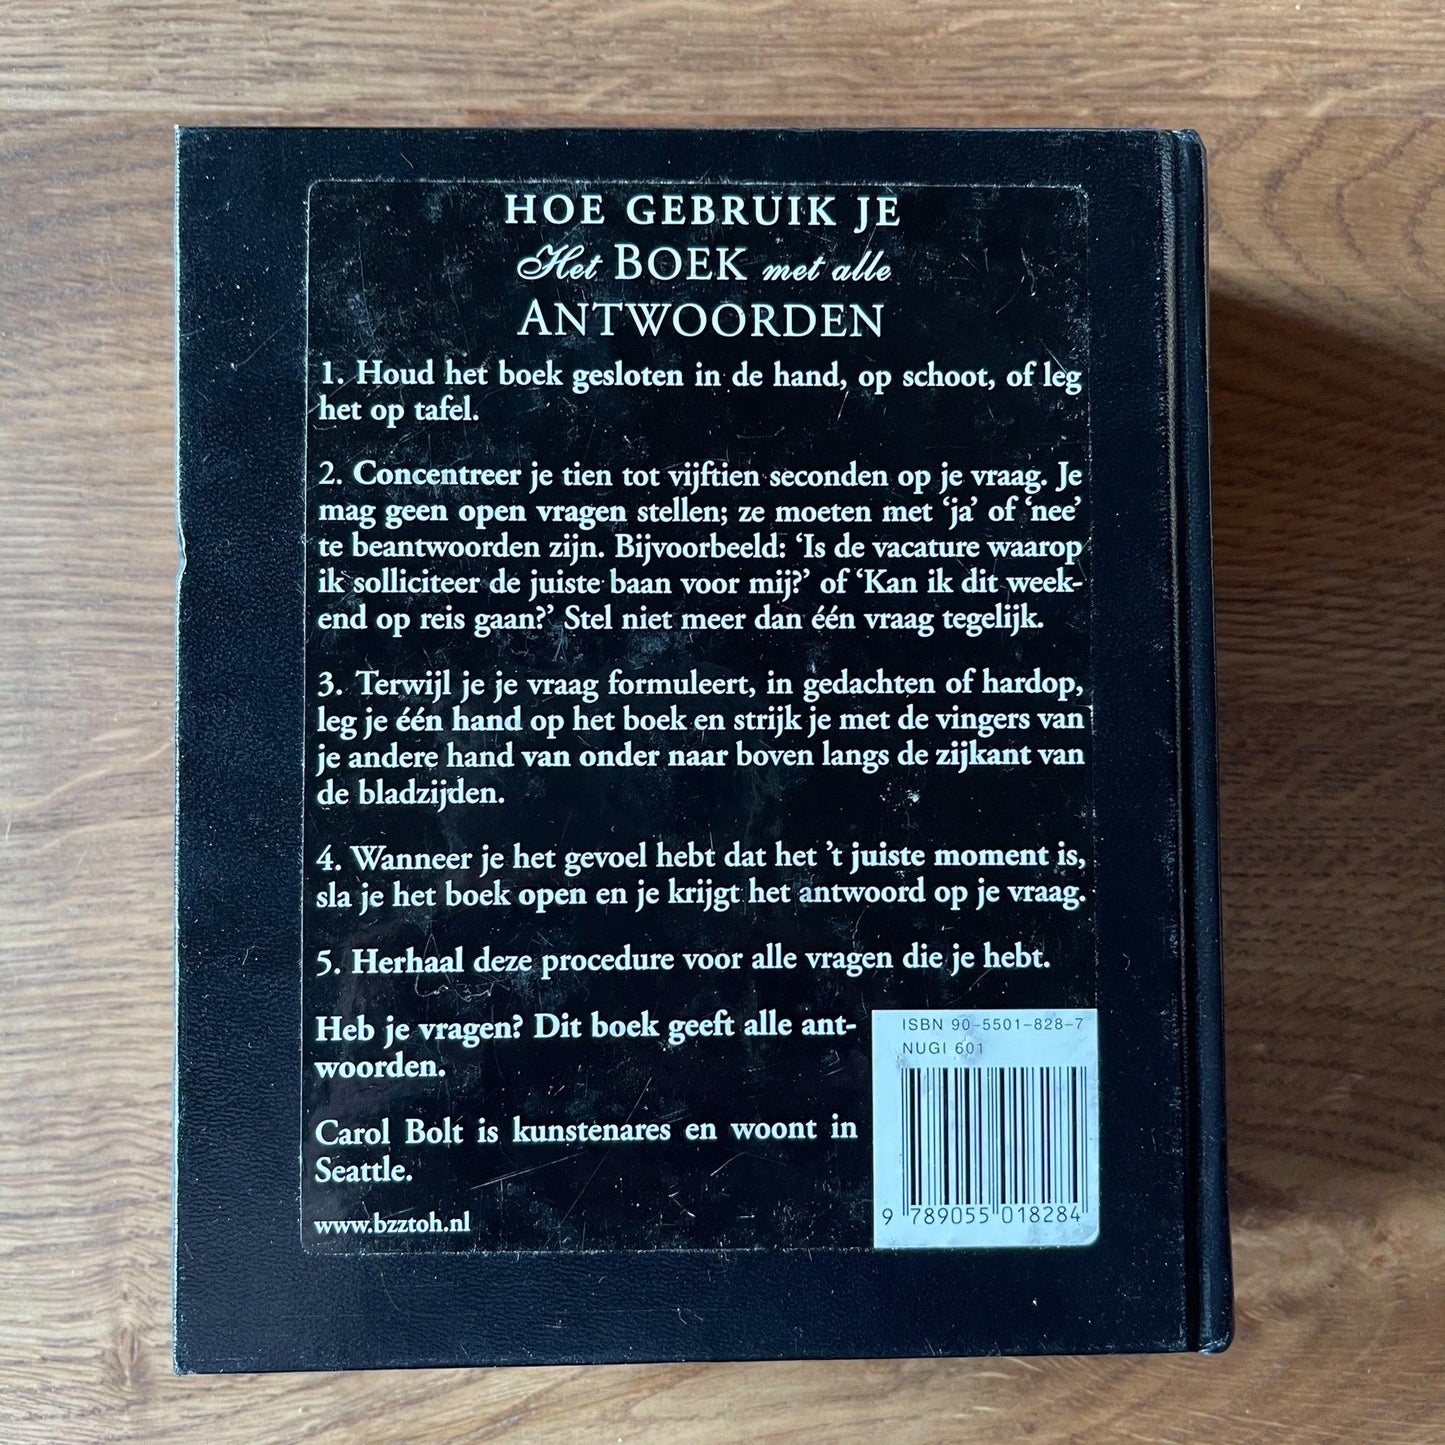 HOE GEBRUIK JE
Het BOEK met alle
ANTWOORDEN
1. Houd het boek gesloten in de hand, op schoot, of leg
het op tafel.
2. Concentreer je tien tot vijftien seconden op je vraag. Je
mag geen open vragen stellen; ze moeten met ‘ja’ of ‘nee’
te beantwoorden zijn. Bijvoorbeeld: ‘Is de vacature waarop
ik solliciteer de juiste baan voor mij?’ of ‘Kan ik dit week-
end op reis gaan?’ Stel niet meer dan één vraag tegelijk.
3. Terwijl je je vraag formuleert, in gedachten of hardop,
leg je één hand op het boek en strijk je met de vingers van
je andere hand van onder naar boven langs de zijkant van
de bladzijden.
4. Wanneer je het gevoel hebt dat het ’t juiste moment is,
sla je het boek open en je krijgt het antwoord op je vraag.
5. Herhaal deze procedure voor alle vragen die je hebt.
Heb je vragen? Dit boek geeft alle ant-
woorden.
Carol Bolt is kunstenares en woont in
Seattle.
www.bzztoh.nl
ISBN 90-5501-828-7
NUGI 601
9 789055 018284